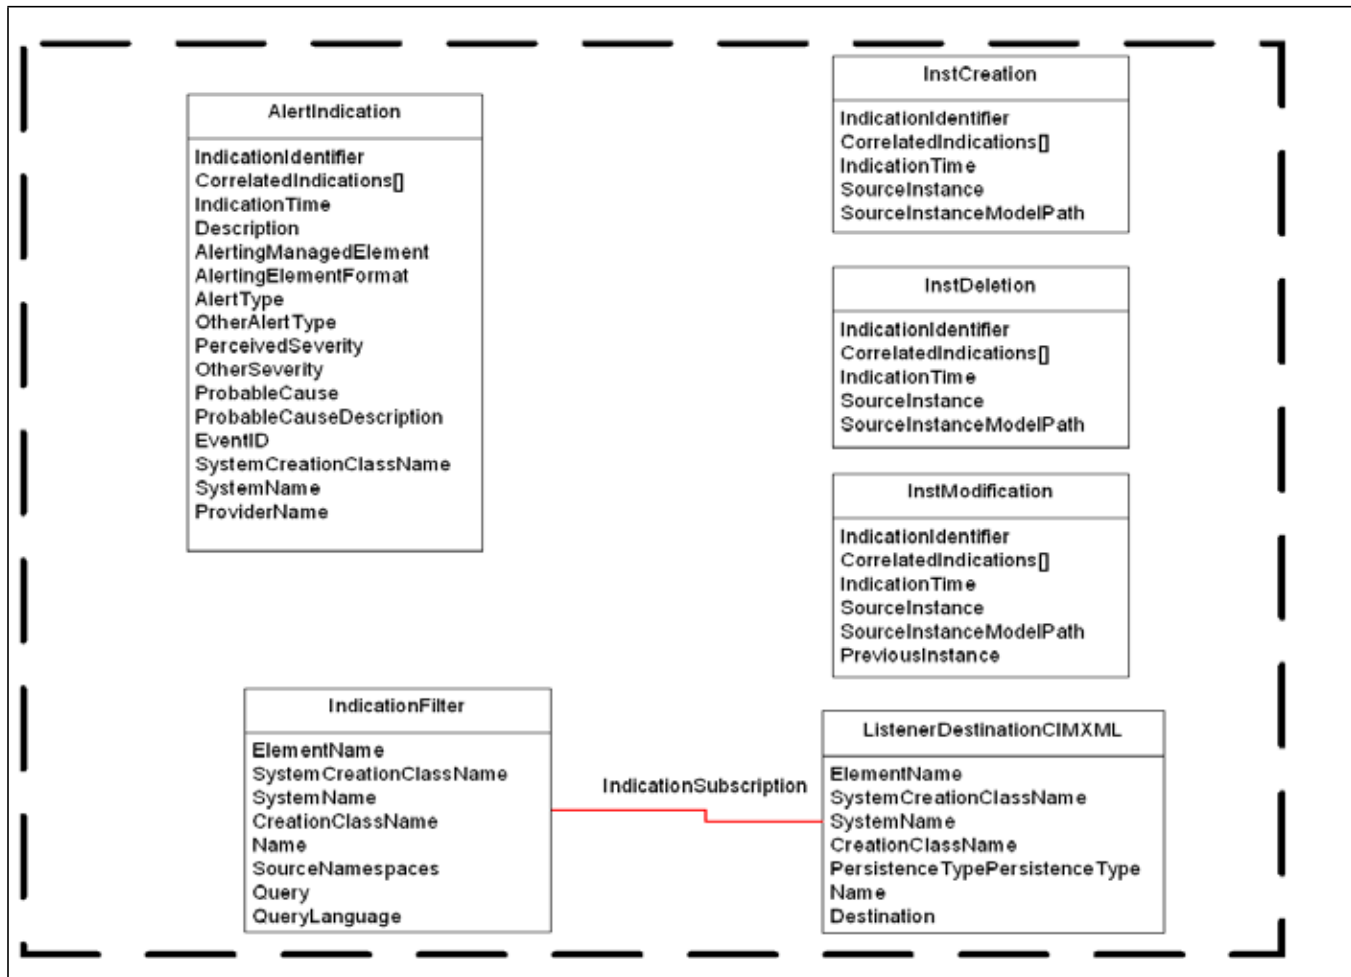 AlertIndication
IndicationIdentifier
CorrelatedIndications[]
IndicationTime
Description
AlertingManagedElement
AlertingElementFormat
AlertType
OtherAlertType
PerceivedSeverity
OtherSeverity
ProbableCause
ProbableCauseDescription
EventID
SystemCreationClassName
SystemName
ProviderName
InstCreation
IndicationIdentifier
CorrelatedIndications[]
IndicationTime
SourceInstance
SourceInstanceModelPath
InstDeletion
IndicationIdentifier
CorrelatedIndications[]
IndicationTime
SourceInstance
SourceInstanceModelPath
InstModification
IndicationIdentifier
CorrelatedIndications[]
IndicationTime
SourceInstance
SourceInstanceModelPath
PreviousInstance
IndicationFilter
ElementName
SystemCreationClassName
SystemName
CreationClassName
Name
SourceNamespaces
Query
QueryLanguage
IndicationSubscription
ListenerDestinationCIMXML
ElementName
SystemCreationClassName
SystemName
CreationClassName
PersistenceTypePersistenceType
Name
Destination